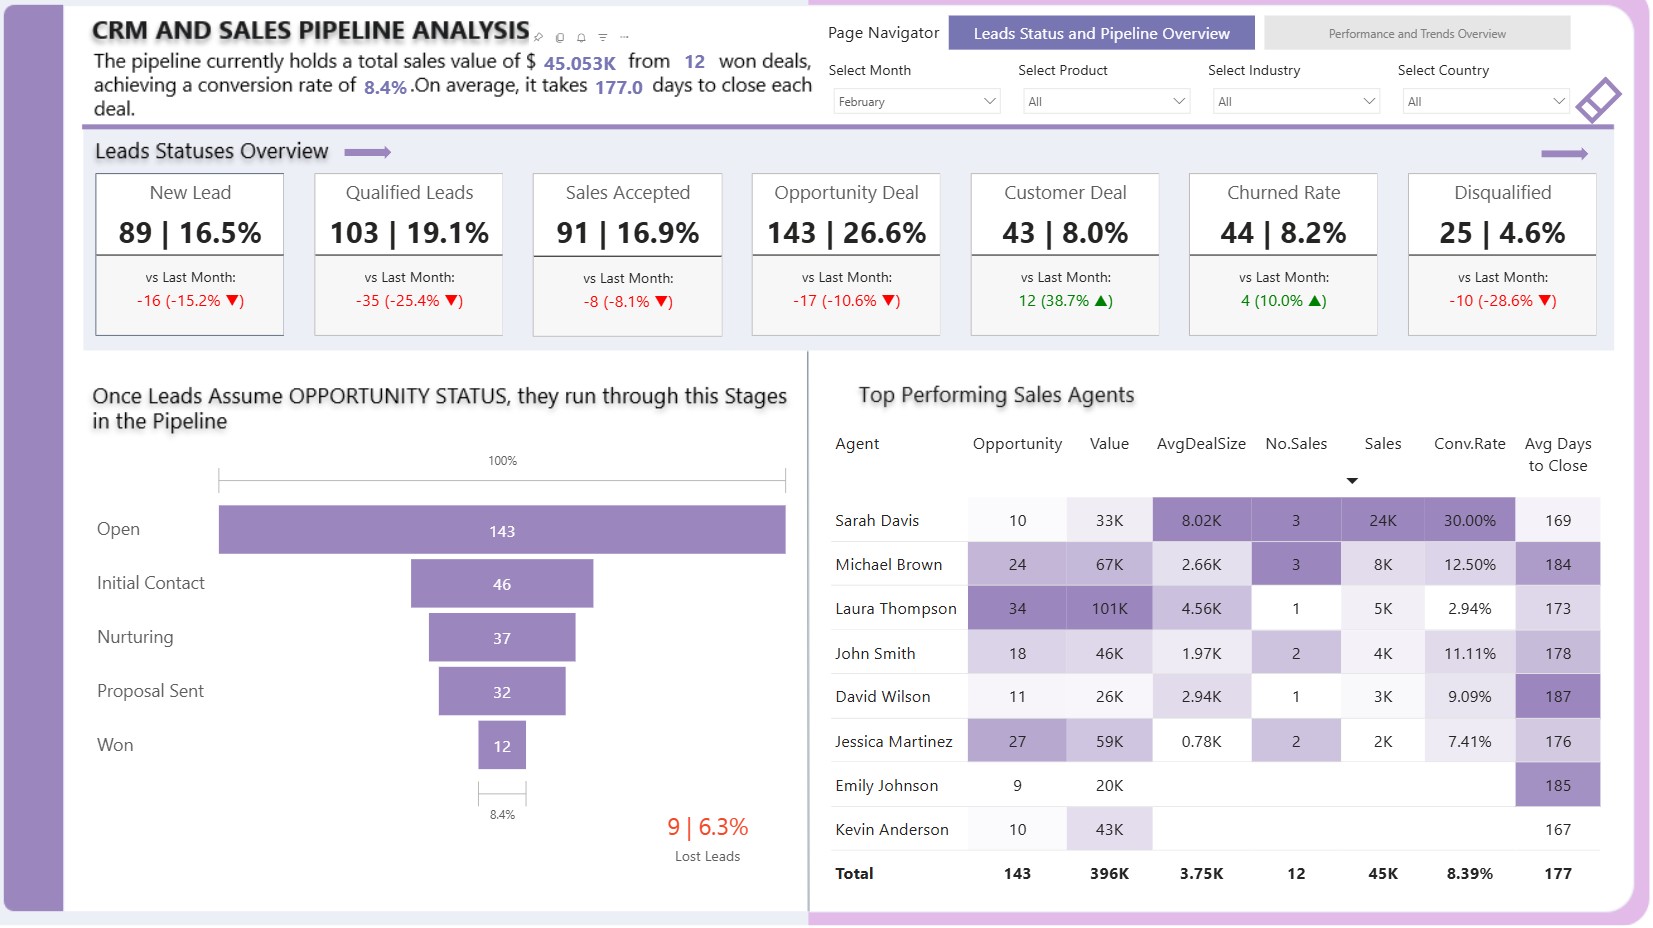 CRM AND SALES PIPELINE ANALYSIS
The pipeline currently holds a total sales value of $ 45.053K from 12 won deals,
achieving a conversion rate of 8.4% .On average, it takes 177.0 days to close each
deal.
Page Navigator Leads Status and Pipeline Overview Performance and Trends Overview
Select Month Select Product Select Industry Select Country
February All All All
Leads Statuses Overview
New Lead Qualified Leads Sales Accepted Opportunity Deal Customer Deal Churned Rate Disqualified
89 | 16.5% 103 | 19.1% 91 | 16.9% 143 | 26.6% 43 | 8.0% 44 | 8.2% 25 | 4.6%
vs Last Month: vs Last Month: vs Last Month: vs Last Month: vs Last Month: vs Last Month: vs Last Month:
-16 (-15.2% ▼) -35 (-25.4% ▼) -8 (-8.1% ▼) -17 (-10.6% ▼) 12 (38.7% ▲) 4 (10.0% ▲) -10 (-28.6% ▼)
Once Leads Assume OPPORTUNITY STATUS, they run through this Stages
in the Pipeline
100%
Open 143
Initial Contact 46
Nurturing 37
Proposal Sent 32
Won 12
8.4%
9 | 6.3%
Lost Leads
Top Performing Sales Agents
Agent Opportunity Value AvgDealSize No.Sales Sales Conv.Rate Avg Days
to Close
Sarah Davis 10 33K 8.02K 3 24K 30.00% 169
Michael Brown 24 67K 2.66K 3 8K 12.50% 184
Laura Thompson 34 101K 4.56K 1 5K 2.94% 173
John Smith 18 46K 1.97K 2 4K 11.11% 178
David Wilson 11 26K 2.94K 1 3K 9.09% 187
Jessica Martinez 27 59K 0.78K 2 2K 7.41% 176
Emily Johnson 9 20K 185
Kevin Anderson 10 43K 167
Total 143 396K 3.75K 12 45K 8.39% 177